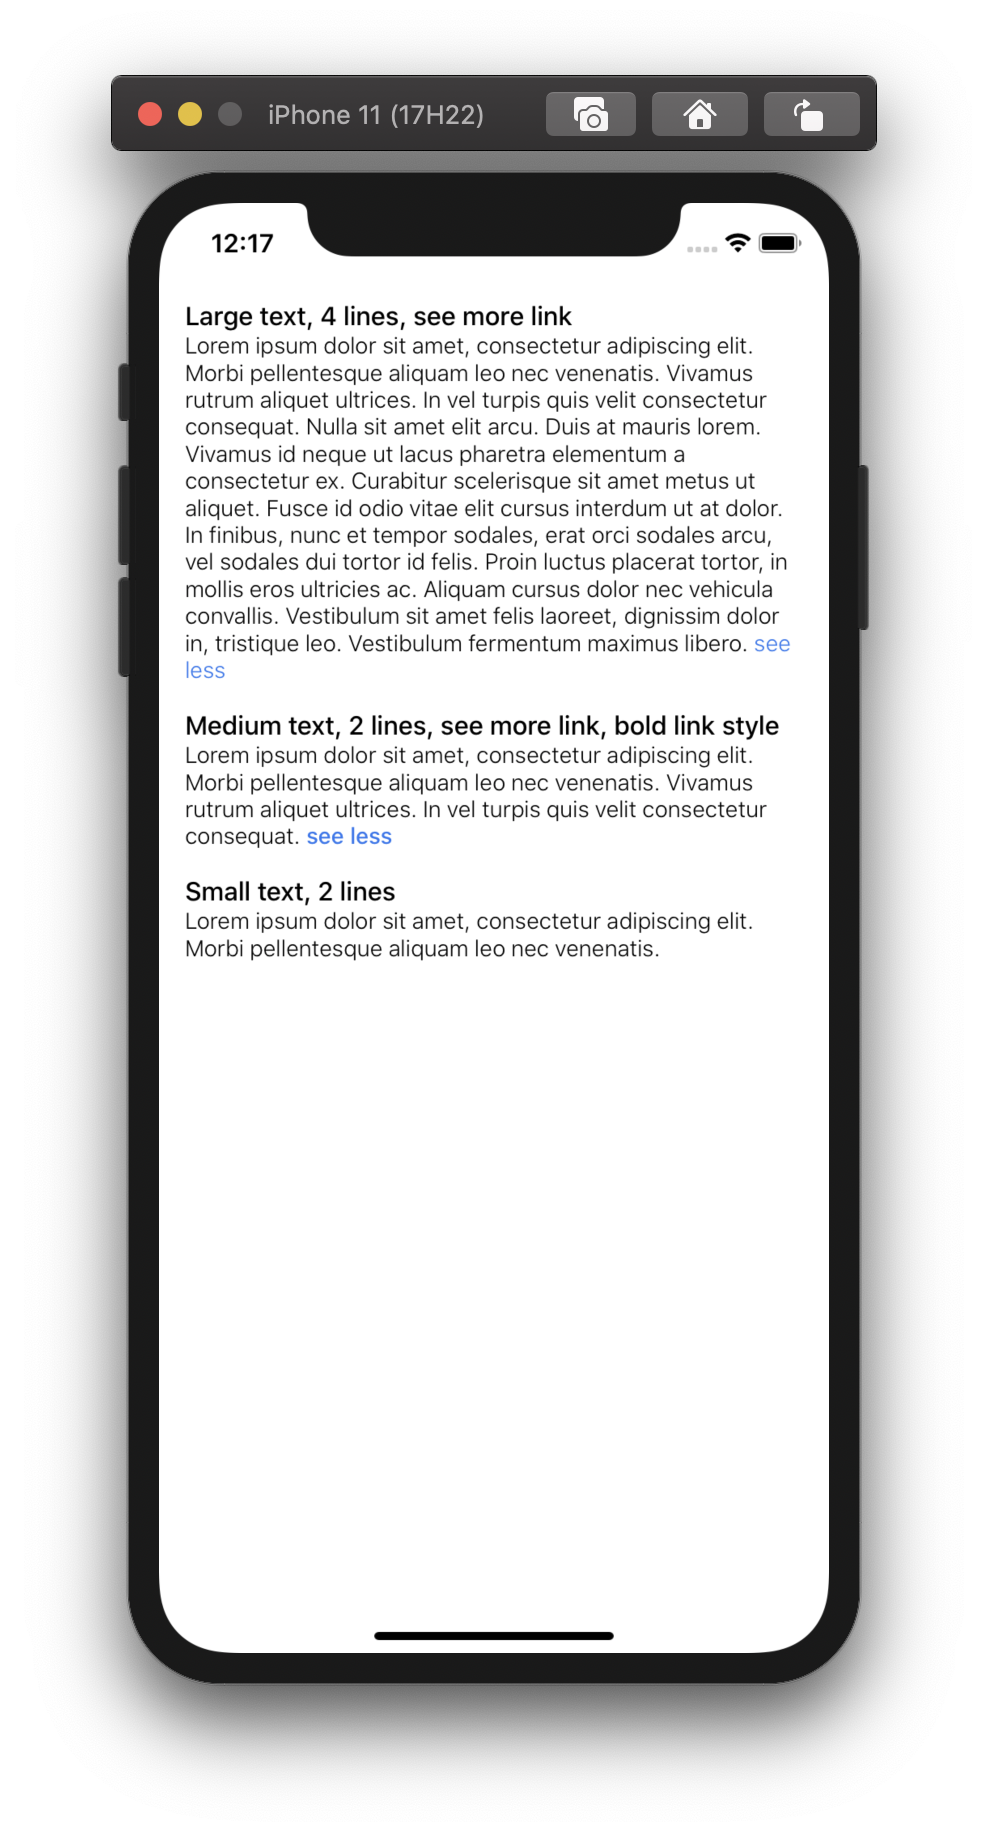 iPhone 11 (17H22)
12:17
Large text, 4 lines, see more link
Lorem ipsum dolor sit amet, consectetur adipiscing elit.
Morbi pellentesque aliquam leo nec venenatis. Vivamus
rutrum aliquet ultrices. In vel turpis quis velit consectetur
consequat. Nulla sit amet elit arcu. Duis at mauris lorem.
Vivamus id neque ut lacus pharetra elementum a
consectetur ex. Curabitur scelerisque sit amet metus ut
aliquet. Fusce id odio vitae elit cursus interdum ut at dolor.
In finibus, nunc et tempor sodales, erat orci sodales arcu,
vel sodales dui tortor id felis. Proin luctus placerat tortor, in
mollis eros ultricies ac. Aliquam cursus dolor nec vehicula
convallis. Vestibulum sit amet felis laoreet, dignissim dolor
in, tristique leo. Vestibulum fermentum maximus libero. see
less
Medium text, 2 lines, see more link, bold link style
Lorem ipsum dolor sit amet, consectetur adipiscing elit.
Morbi pellentesque aliquam leo nec venenatis. Vivamus
rutrum aliquet ultrices. In vel turpis quis velit consectetur
consequat. see less
Small text, 2 lines
Lorem ipsum dolor sit amet, consectetur adipiscing elit.
Morbi pellentesque aliquam leo nec venenatis.